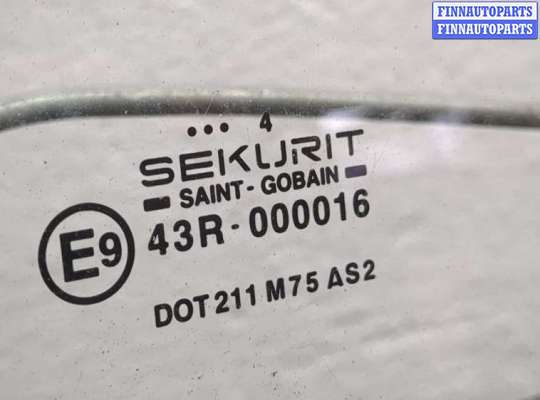 FINNAUTOPARTS
FINNAUTOPARTS
... 4
SEKURIT
SAINT-GOBAIN
E9
43R-000016
DOT 211 M75 AS2